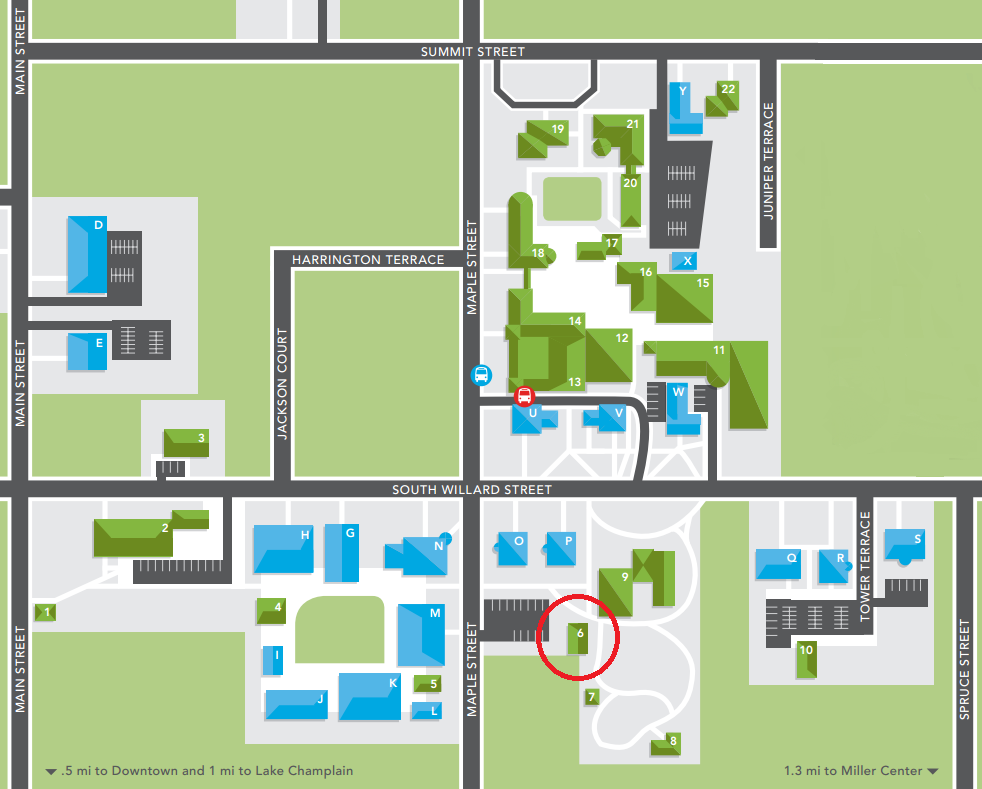 MAIN STREET
SUMMIT STREET
Y
22
19
21
JUNIPER TERRACE
20
D
MAPLE STREET
17
18
HARRINGTON TERRACE
X
16
15
14
12
11
E
MAIN STREET
JACKSON COURT
13
W
U
V
3
SOUTH WILLARD STREET
2
H
G
N
O
P
9
Q
R
TOWER TERRACE
S
1
4
M
MAPLE STREET
6
10
I
K
5
J
L
7
8
MAIN STREET
SPRUCE STREET
.5 mi to Downtown and 1 mi to Lake Champlain
1.3 mi to Miller Center